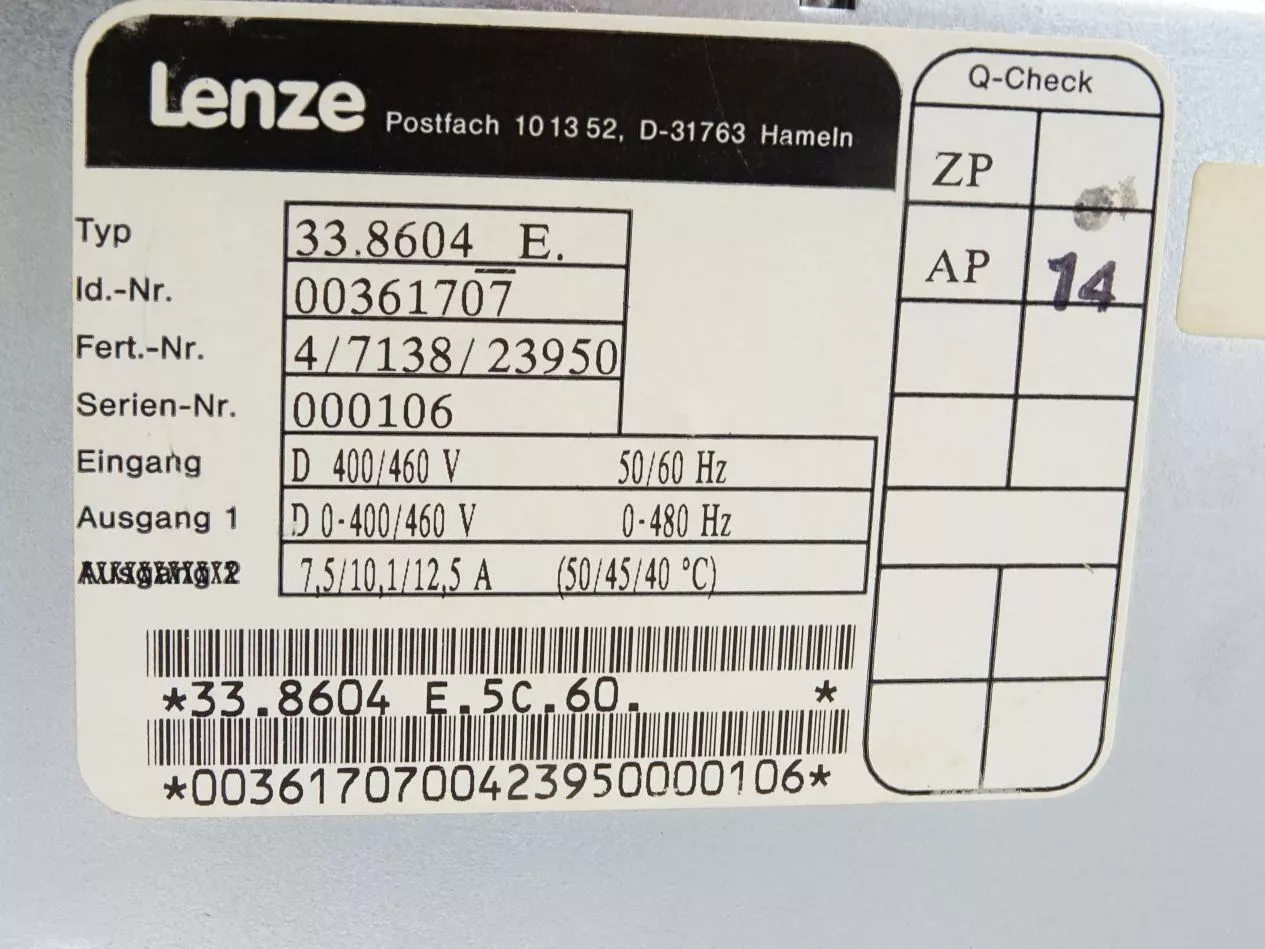 Lenze Postfach 10 13 52, D-31763 Hameln
Q-Check
ZP
AP 14
Typ 33.8604_E.
Id.-Nr. 00361707
Fert.-Nr. 4/7138/23950
Serien-Nr. 000106
Eingang D 400/460 V 50/60 Hz
Ausgang 1 D 0-400/460 V 0-480 Hz
7,5/10,1/12,5 A (50/45/40 °C)
*33.8604 E.5C.60. *
*00361707004239500000106*